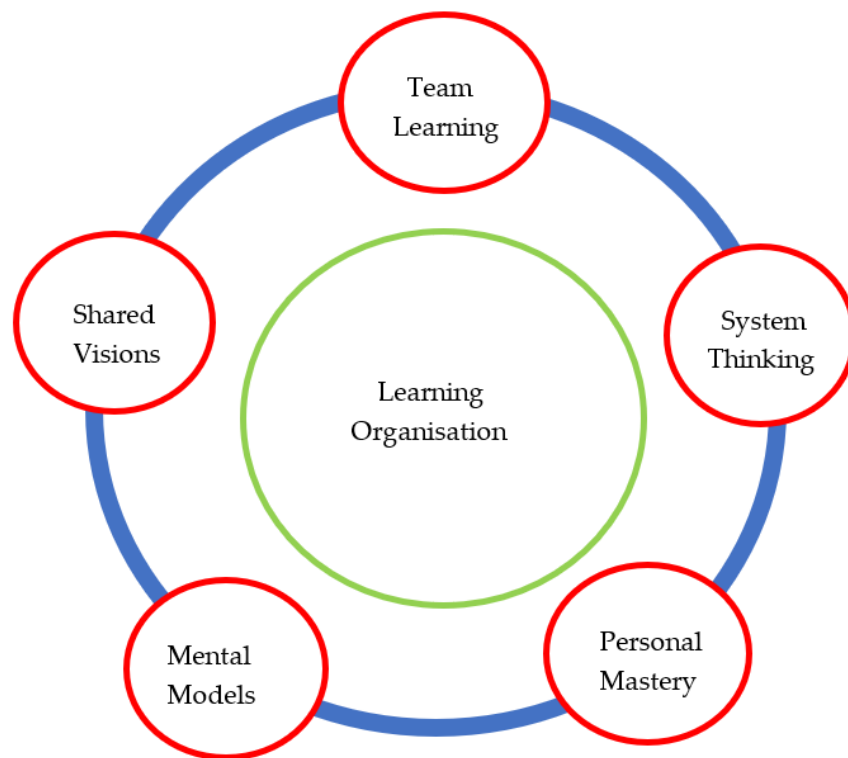 Team
Learning
Shared
Visions
System
Thinking
Learning
Organisation
Mental
Models
Personal
Mastery